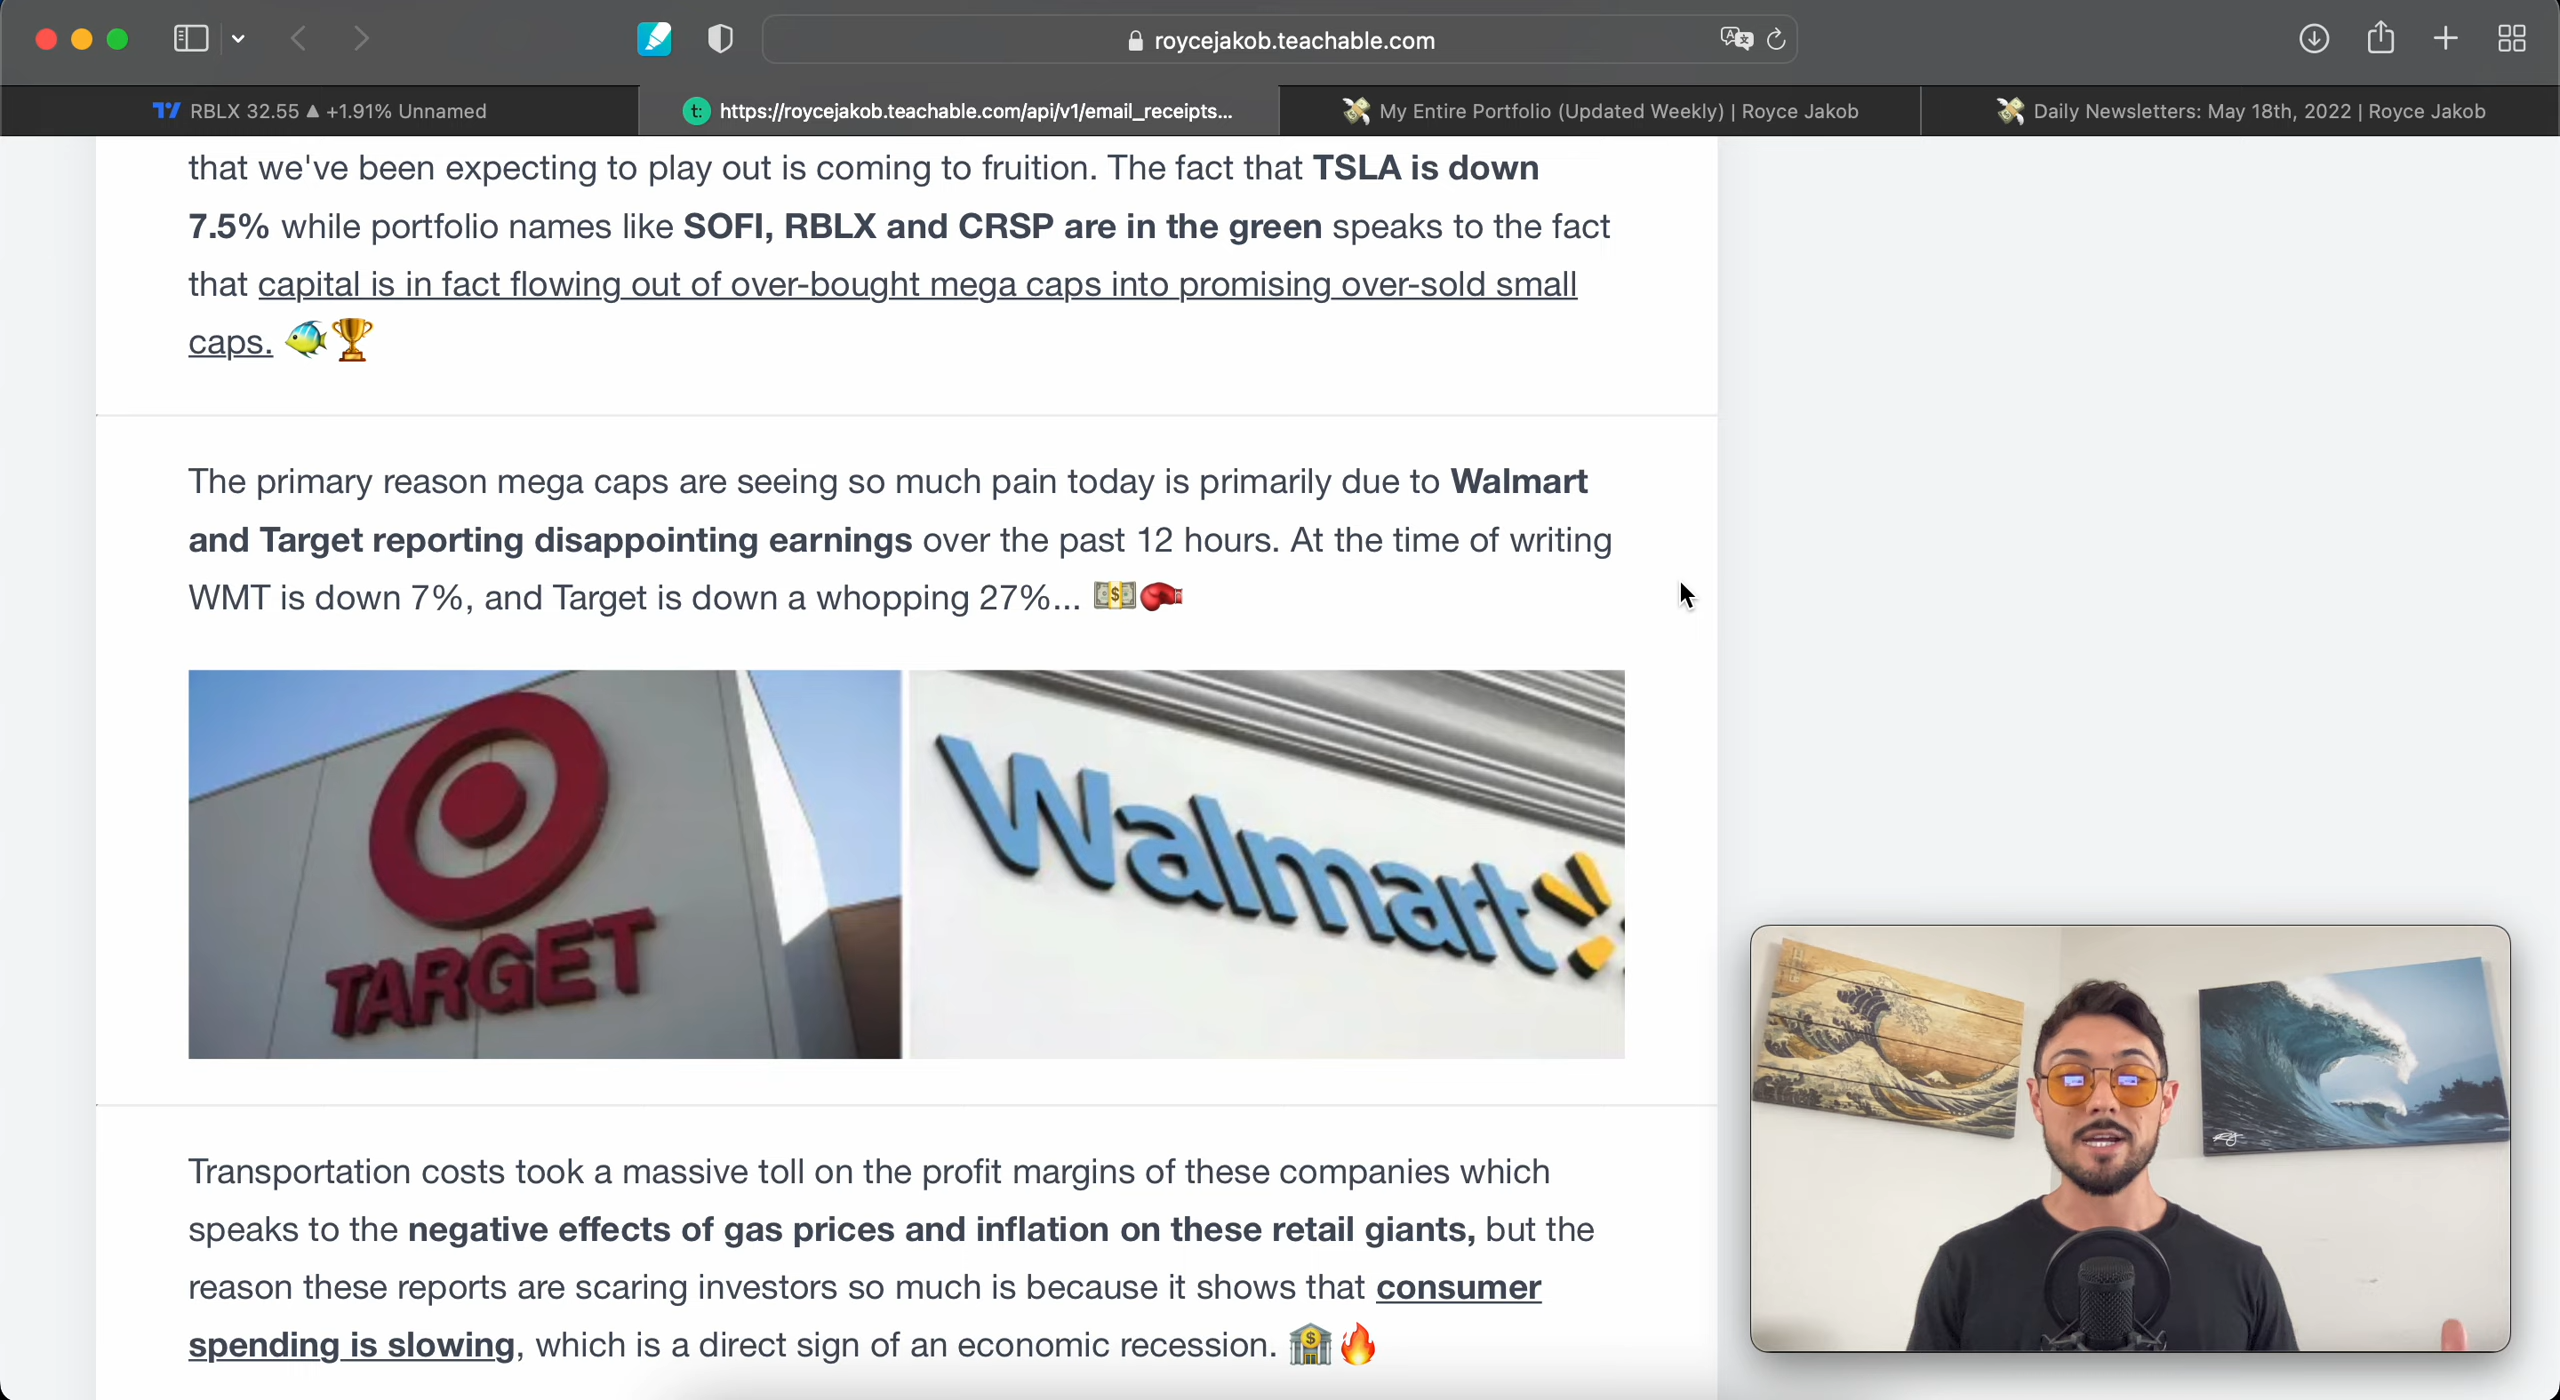 roycejakob.teachable.com
RBLX 32.55 ▲ +1.91% Unnamed
t: https://roycejakob.teachable.com/api/v1/email_receipts...
My Entire Portfolio (Updated Weekly) | Royce Jakob
Daily Newsletters: May 18th, 2022 | Royce Jakob
that we've been expecting to play out is coming to fruition. The fact that TSLA is down
7.5% while portfolio names like SOFI, RBLX and CRSP are in the green speaks to the fact
that capital is in fact flowing out of over-bought mega caps into promising over-sold small
caps. 🐠🏆
The primary reason mega caps are seeing so much pain today is primarily due to Walmart
and Target reporting disappointing earnings over the past 12 hours. At the time of writing
WMT is down 7%, and Target is down a whopping 27%... 💵🥊
TARGET
Walmart
Transportation costs took a massive toll on the profit margins of these companies which
speaks to the negative effects of gas prices and inflation on these retail giants, but the
reason these reports are scaring investors so much is because it shows that consumer
spending is slowing, which is a direct sign of an economic recession. 🏦🔥